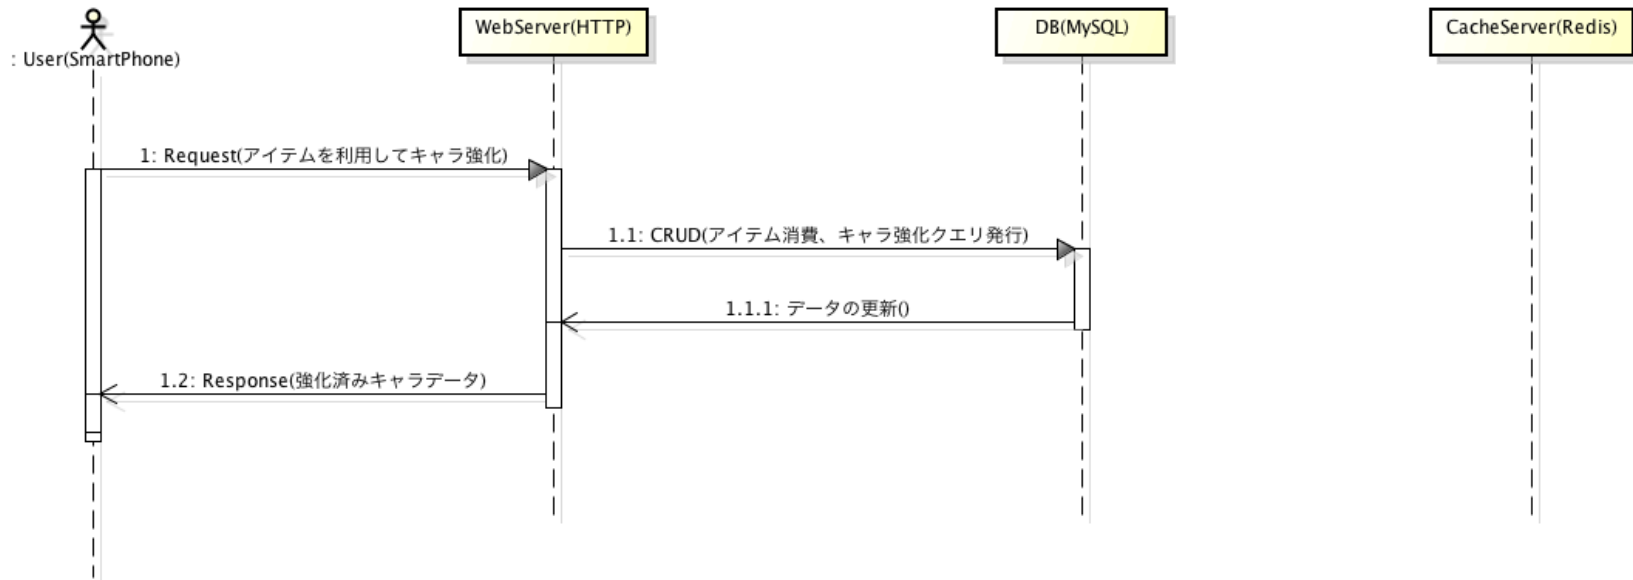 : User(SmartPhone)
WebServer(HTTP)
DB(MySQL)
CacheServer(Redis)
1: Request(アイテムを利用してキャラ強化)
1.1: CRUD(アイテム消費、キャラ強化クエリ発行)
1.1.1: データの更新()
1.2: Response(強化済みキャラデータ)